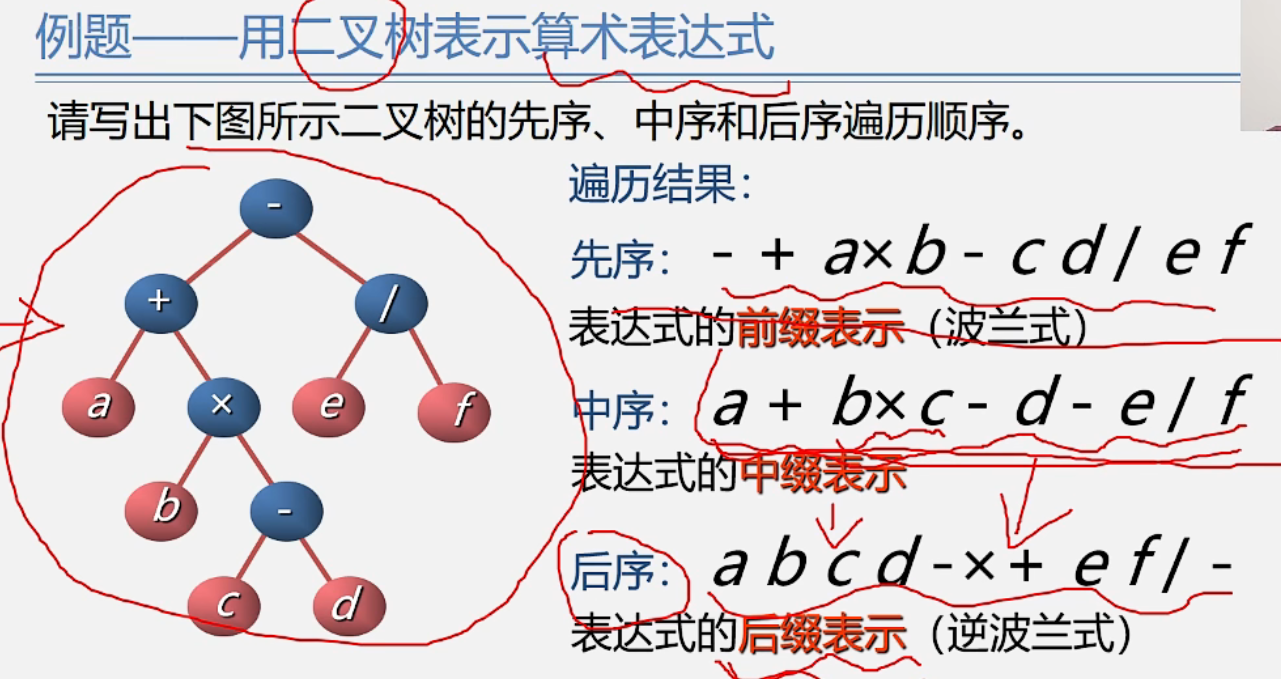 例题——用二叉树表示算术表达式
请写出下图所示二叉树的先序、中序和后序遍历顺序。
遍历结果：
先序： - + a×b - c d / e f
表达式的前缀表示（波兰式）
中序： a + b×c - d - e / f
表达式的中缀表示
后序： a b c d -×+ e f / -
表达式的后缀表示（逆波兰式）
-
+ /
a × e f
b -
c d